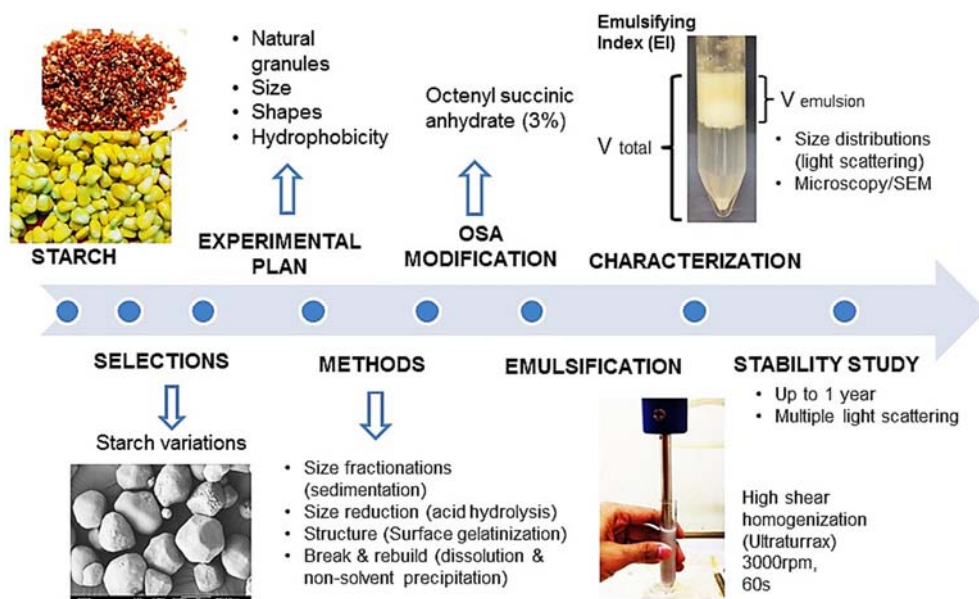 • Natural granules
• Size
• Shapes
• Hydrophobicity
Octenyl succinic
anhydrate (3%)
Emulsifying
Index (EI)
V emulsion
V total
• Size distributions
(light scattering)
• Microscopy/SEM
STARCH
EXPERIMENTAL
PLAN
OSA
MODIFICATION
CHARACTERIZATION
SELECTIONS
METHODS
EMULSIFICATION
STABILITY STUDY
Starch variations
• Size fractionations
(sedimentation)
• Size reduction (acid hydrolysis)
• Structure (Surface gelatinization)
• Break & rebuild (dissolution &
non-solvent precipitation)
• Up to 1 year
• Multiple light scattering
High shear
homogenization
(Ultraturrax)
3000rpm,
60s